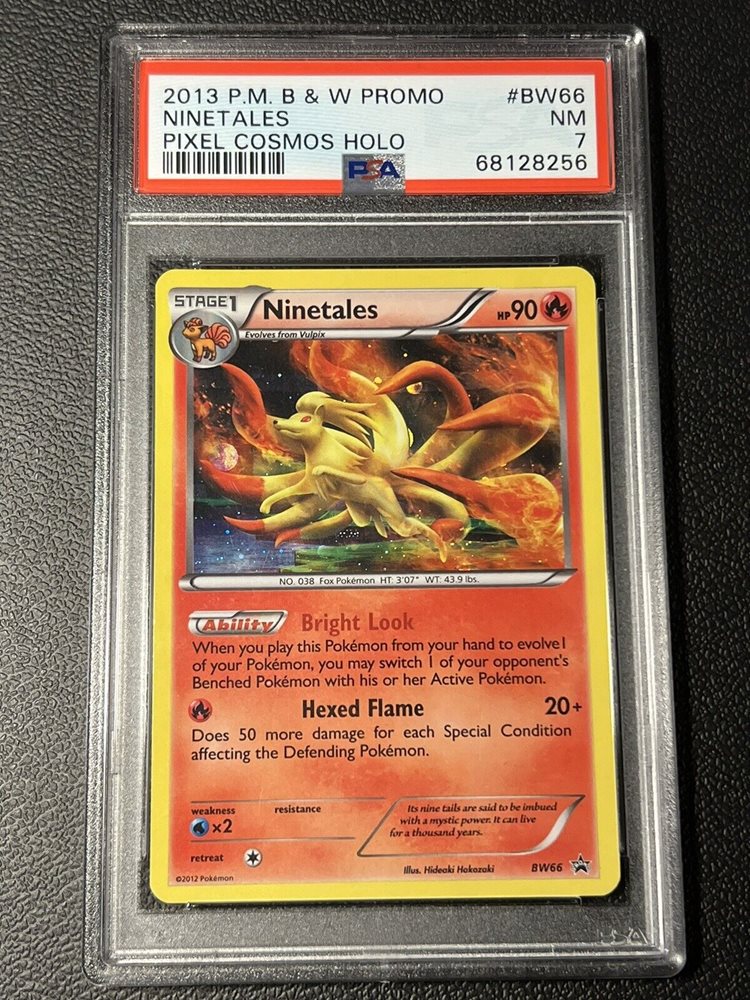 2013 P.M. B & W PROMO #BW66
NINETALES NM
PIXEL COSMOS HOLO 7
PSA 68128256
STAGE1 Ninetales HP90
Evolves from Vulpix
NO. 038 Fox Pokémon HT: 3'07" WT: 43.9 lbs.
Ability Bright Look
When you play this Pokémon from your hand to evolve 1
of your Pokémon, you may switch 1 of your opponent's
Benched Pokémon with his or her Active Pokémon.
Hexed Flame 20+
Does 50 more damage for each Special Condition
affecting the Defending Pokémon.
weakness resistance
×2
retreat
Its nine tails are said to be imbued
with a mystic power. It can live
for a thousand years.
©2012 Pokémon Illus. Hideaki Hakozaki BW66